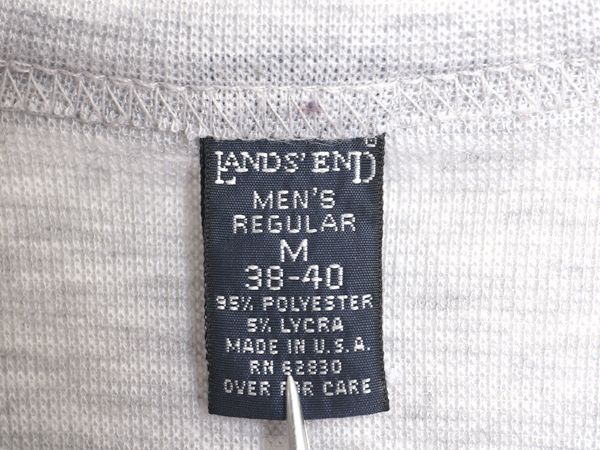 LANDS' END
MEN'S
REGULAR
M
38-40
95% POLYESTER
5% LYCRA
MADE IN U.S.A.
RN 62830
OVER FOR CARE